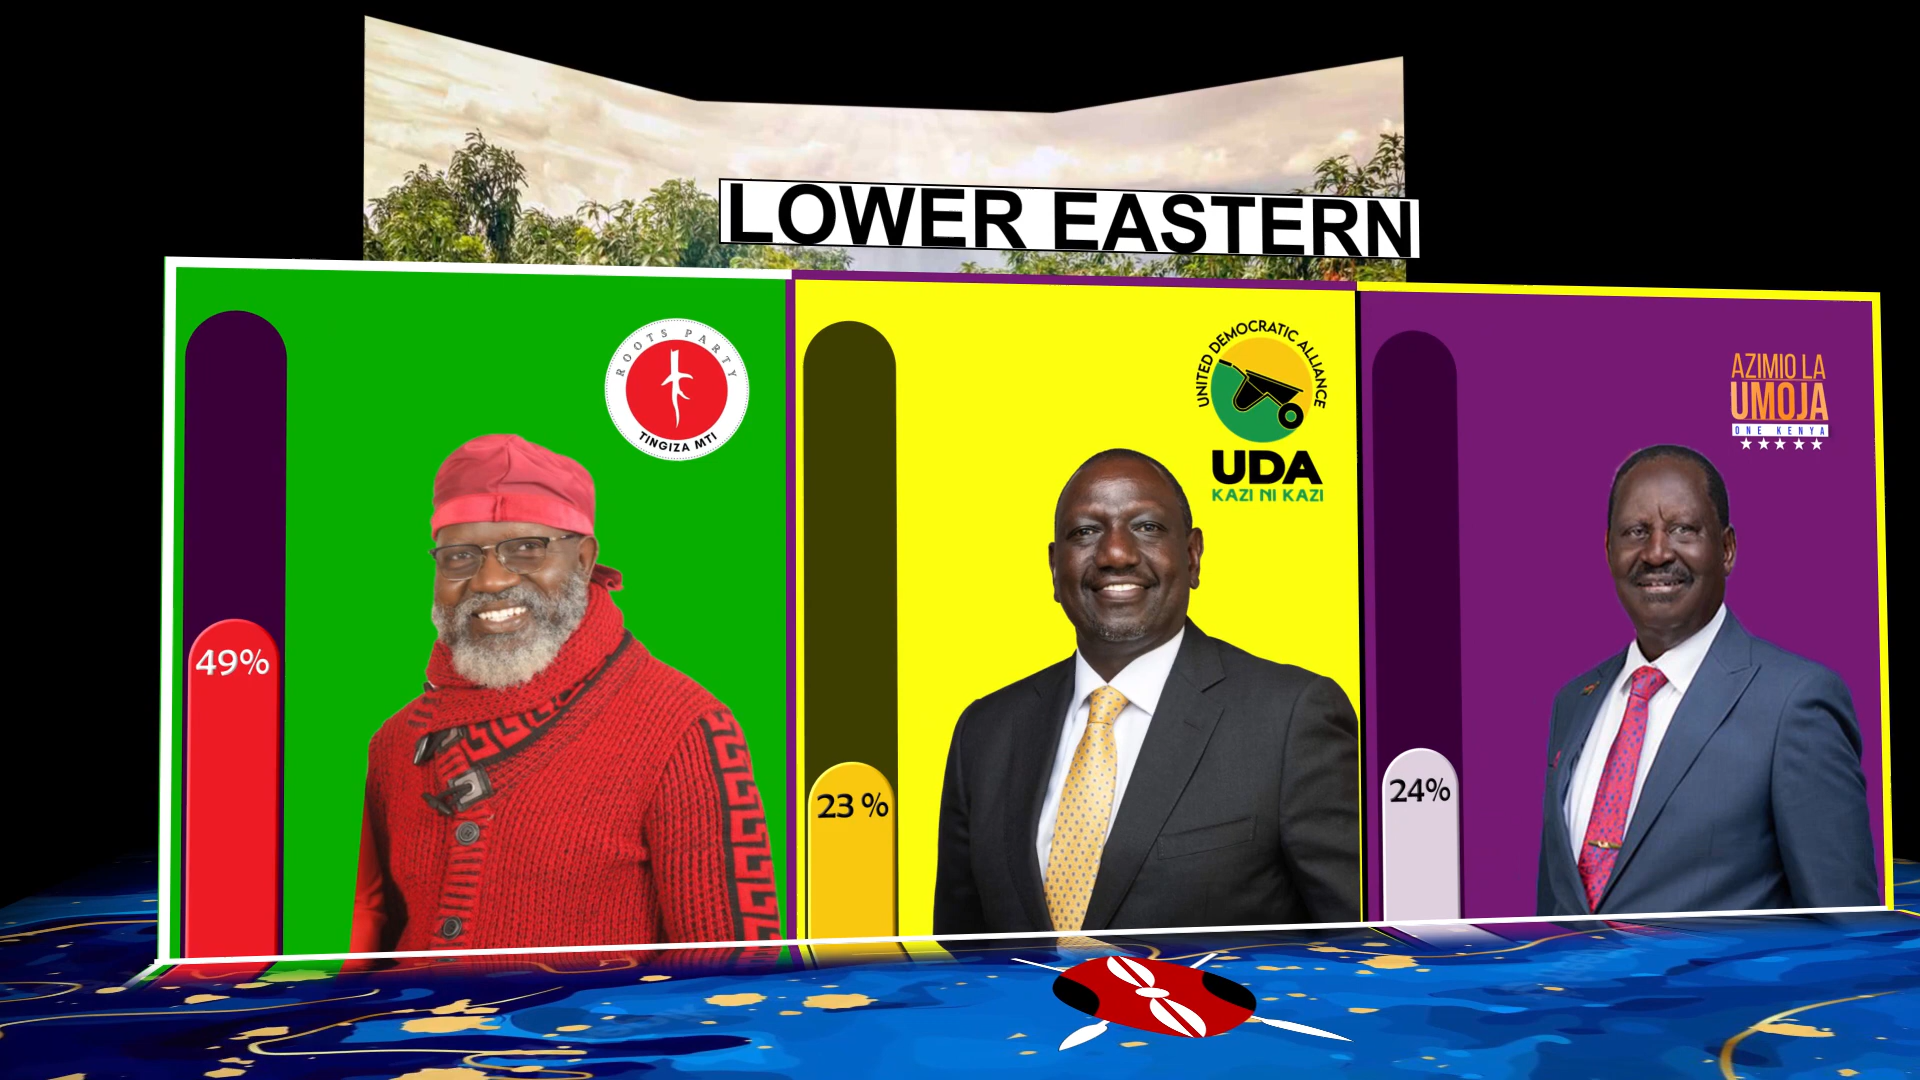 LOWER EASTERN
ROOTS PARTY
TINGIZA MTI
49%
UNITED DEMOCRATIC ALLIANCE
UDA
KAZI NI KAZI
23 %
AZIMIO LA
UMOJA
ONE KENYA
24%